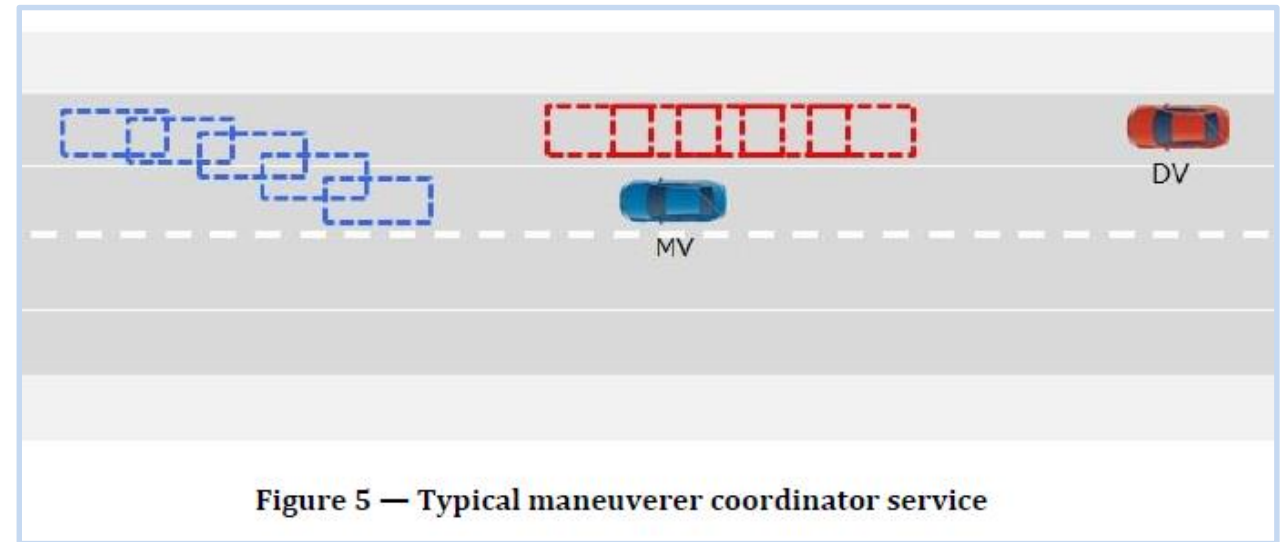 DV
MV
Figure 5 — Typical maneuverer coordinator service